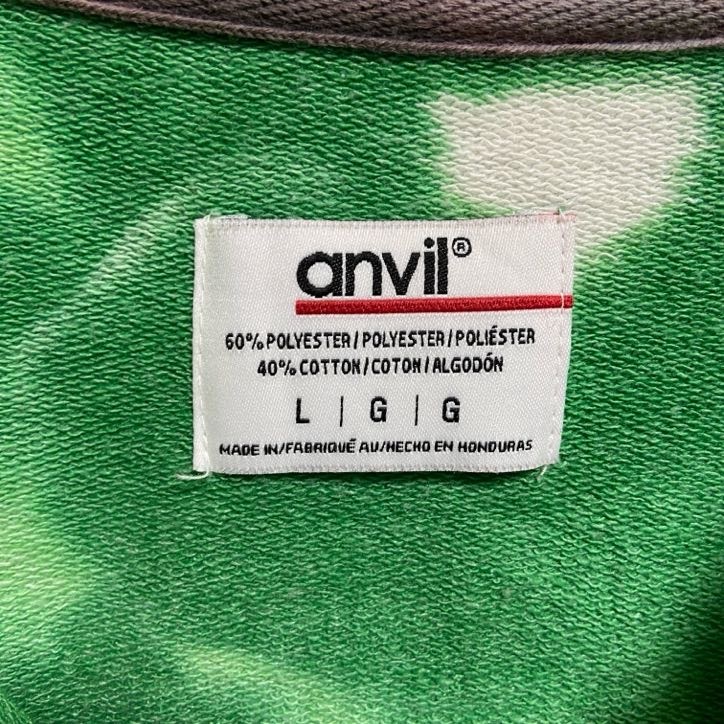 anvil®
60% POLYESTER/POLYESTER/POLIÉSTER
40% COTTON/COTON/ALGODÓN
L | G | G
MADE IN/FABRIQUÉ AU/HECHO EN HONDURAS